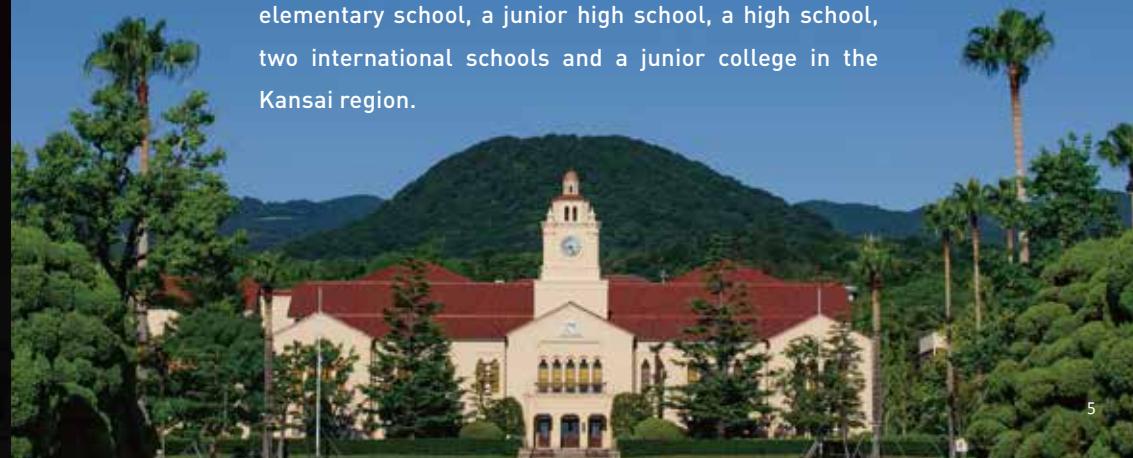 elementary school, a junior high school, a high school,
two international schools and a junior college in the
Kansai region.
5